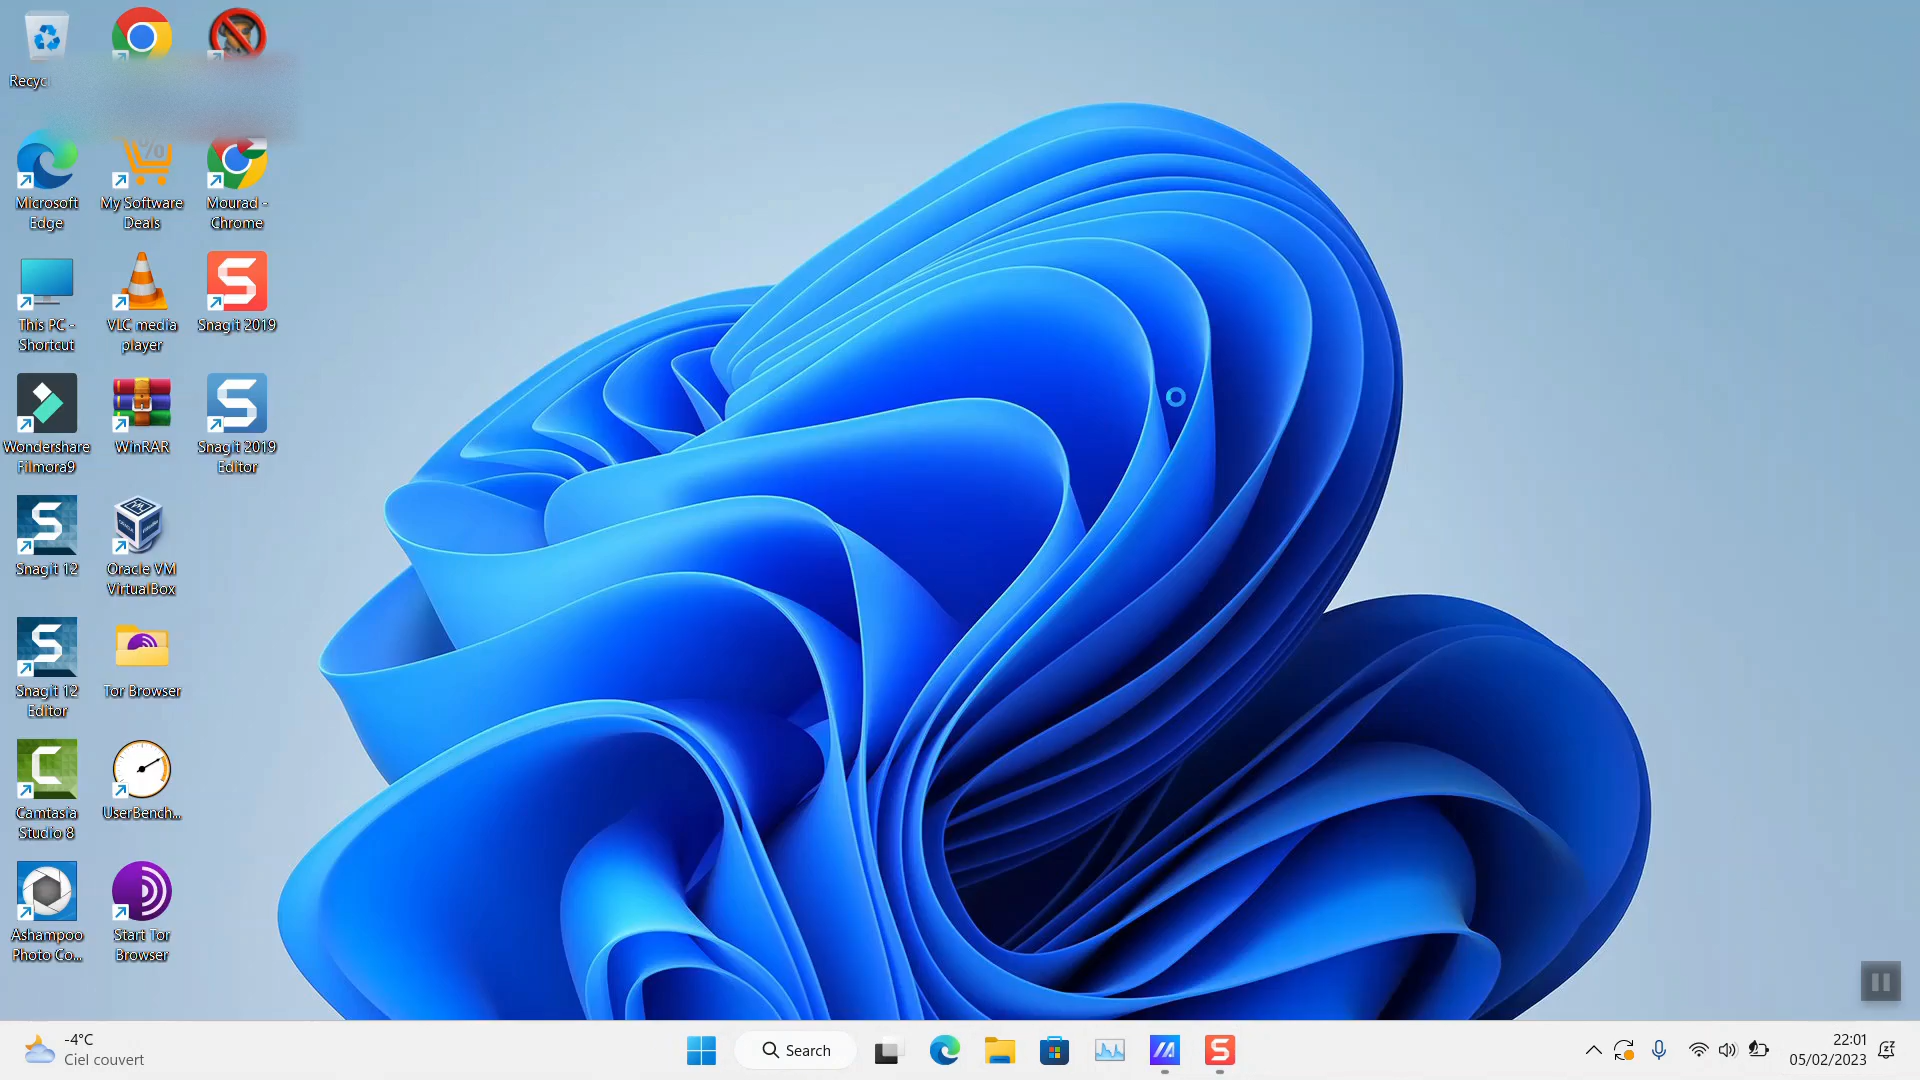 Recyc
Microsoft
Edge
My Software
Deals
Mourad -
Chrome
This PC -
Shortcut
VLC media
player
Snagit 2019
Wondershare
Filmora9
WinRAR
Snagit 2019
Editor
Snagit 12
Oracle VM
VirtualBox
Snagit 12
Editor
Tor Browser
Camtasia
Studio 8
UserBench...
Ashampoo
Photo Co...
Start Tor
Browser
-4°C
Ciel couvert
Search
22:01
05/02/2023